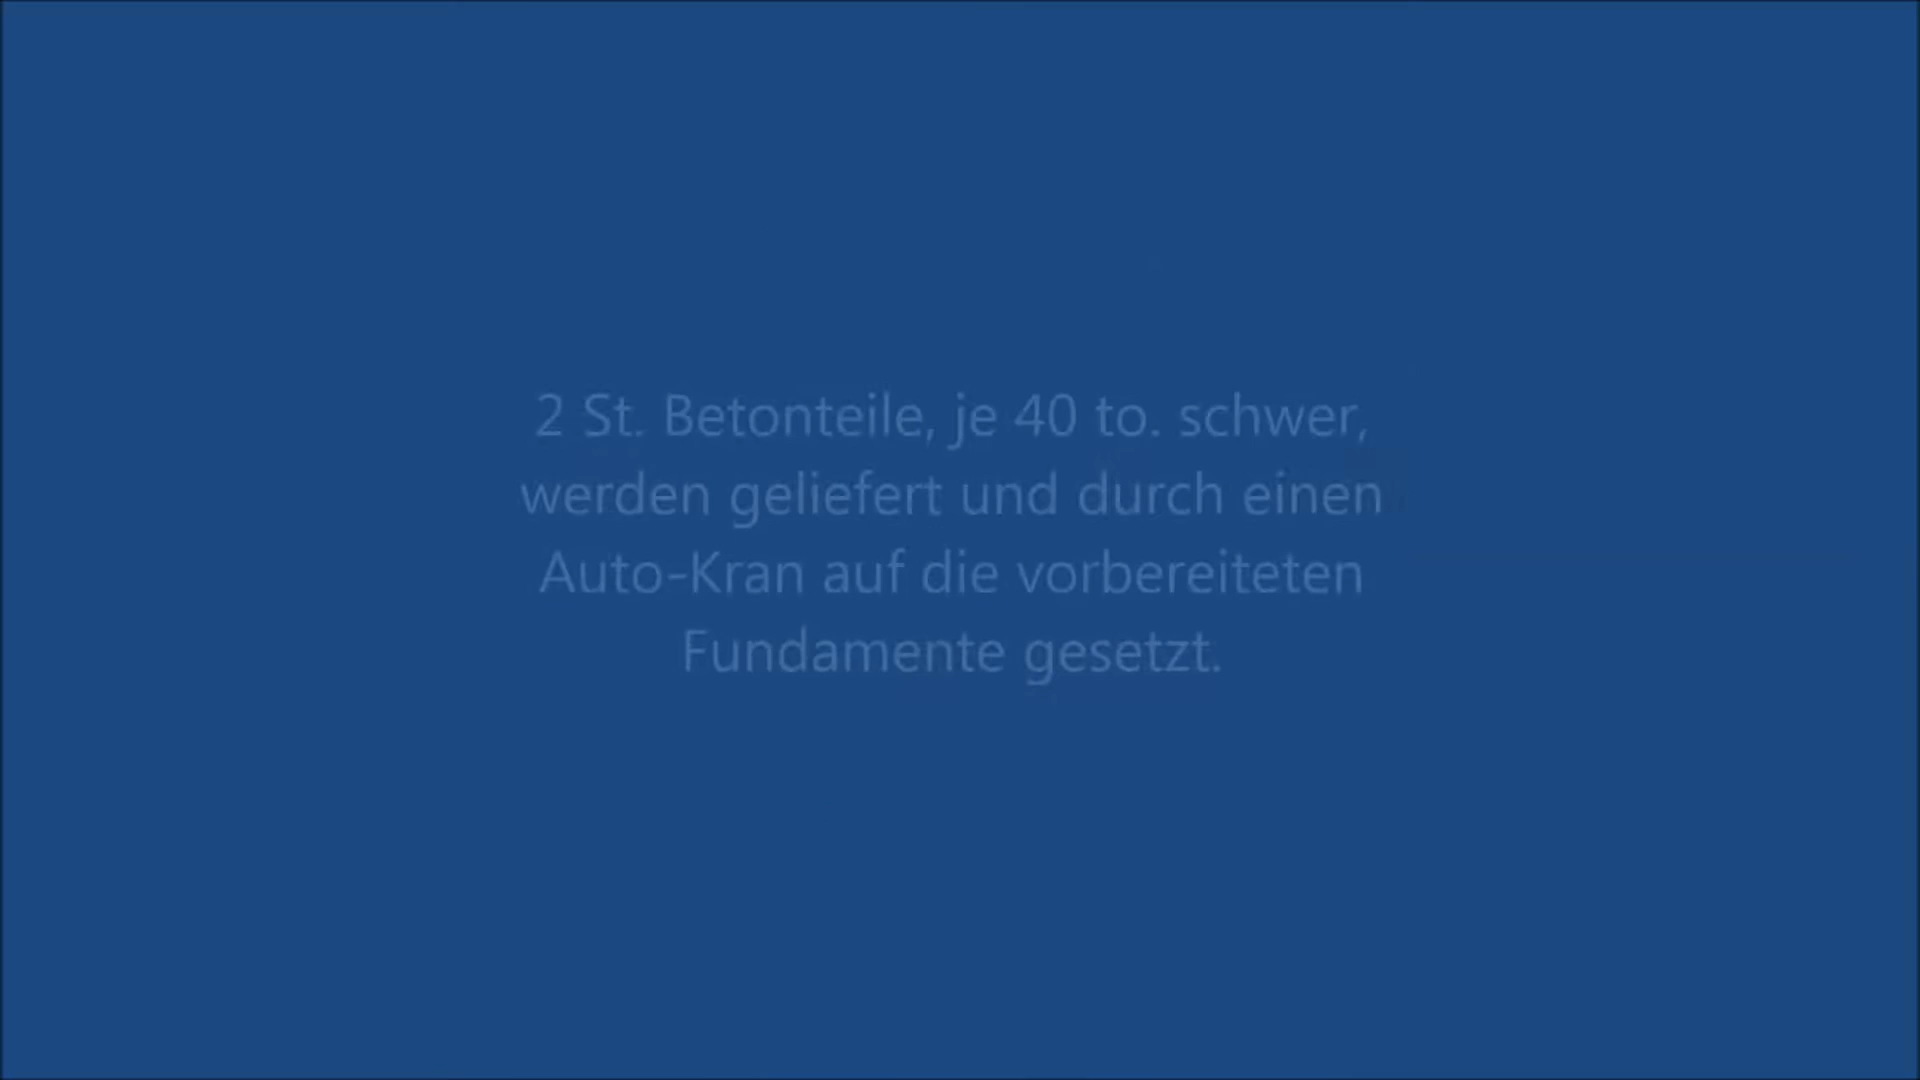 2 St. Betonteile, je 40 to. schwer,
werden geliefert und durch einen
Auto-Kran auf die vorbereiteten
Fundamente gesetzt.